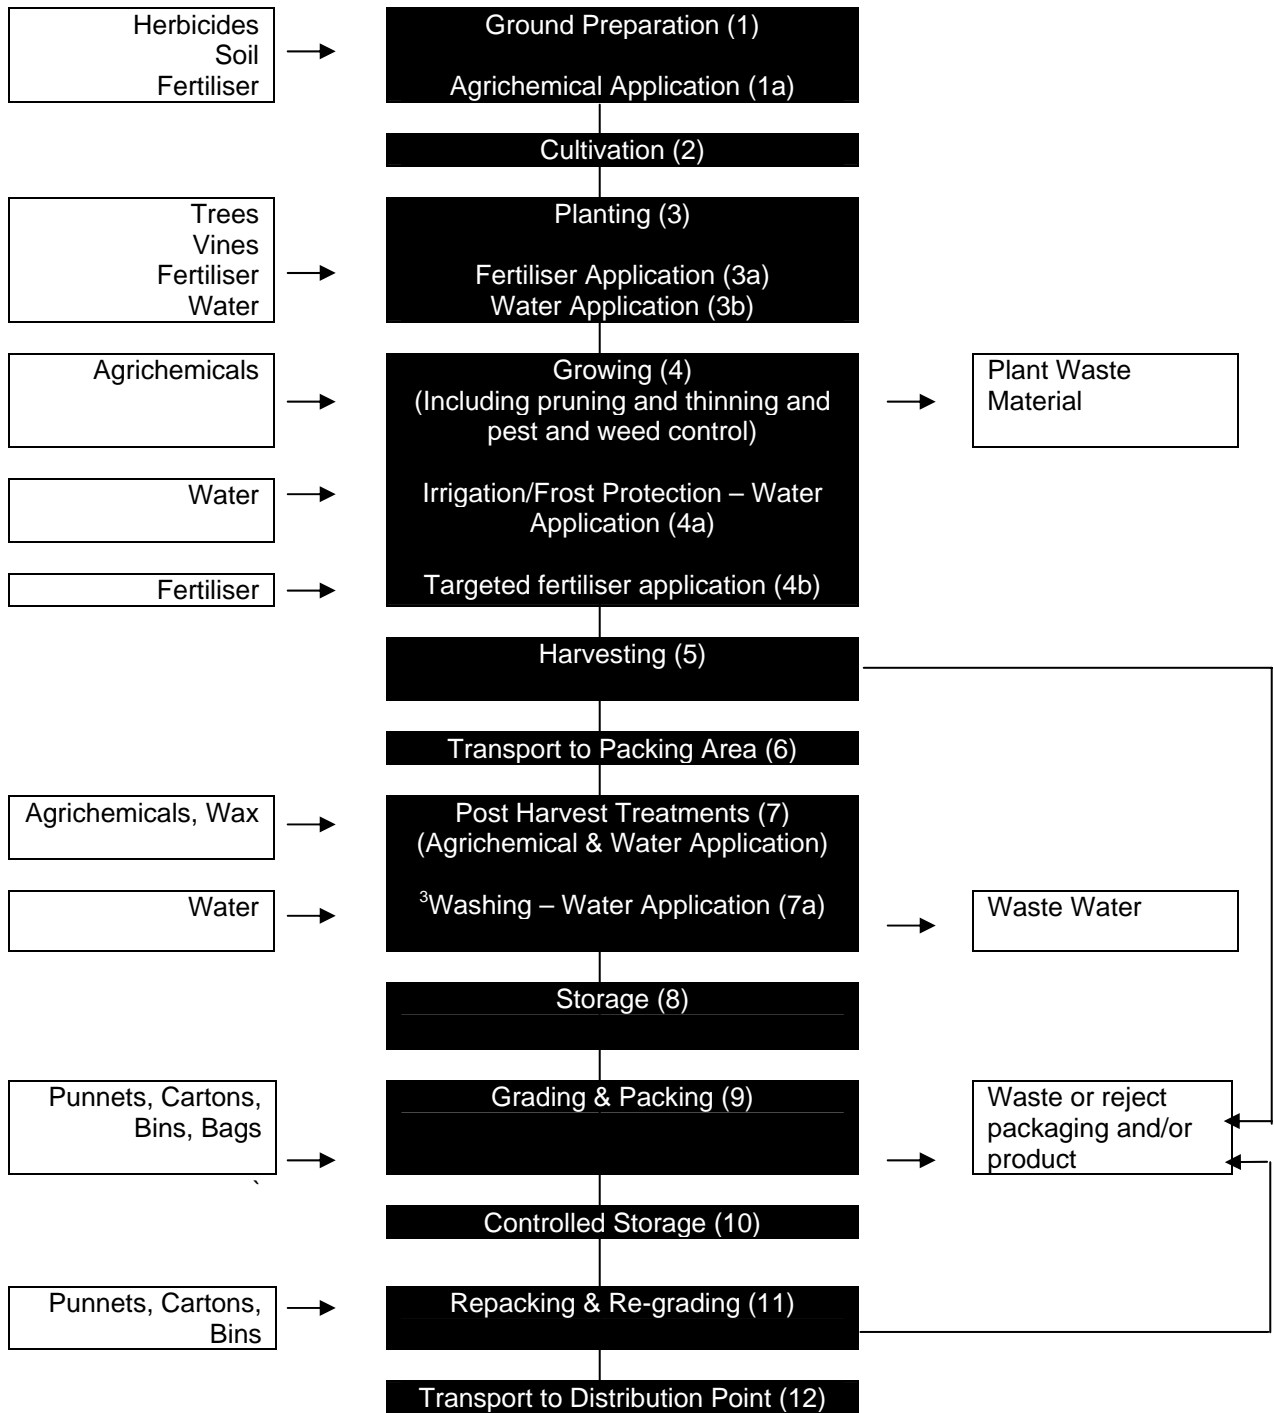 Herbicides
Soil
Fertiliser
Ground Preparation (1)
Agrichemical Application (1a)
Cultivation (2)
Trees
Vines
Fertiliser
Water
Planting (3)
Fertiliser Application (3a)
Water Application (3b)
Agrichemicals
Water
Fertiliser
Growing (4)
(Including pruning and thinning and
pest and weed control)
Irrigation/Frost Protection – Water
Application (4a)
Targeted fertiliser application (4b)
Plant Waste
Material
Harvesting (5)
Transport to Packing Area (6)
Agrichemicals, Wax
Water
Post Harvest Treatments (7)
(Agrichemical & Water Application)
³Washing – Water Application (7a)
Waste Water
Storage (8)
Punnets, Cartons,
Bins, Bags
`
Grading & Packing (9)
Waste or reject
packaging and/or
product
Controlled Storage (10)
Punnets, Cartons,
Bins
Repacking & Re-grading (11)
Transport to Distribution Point (12)